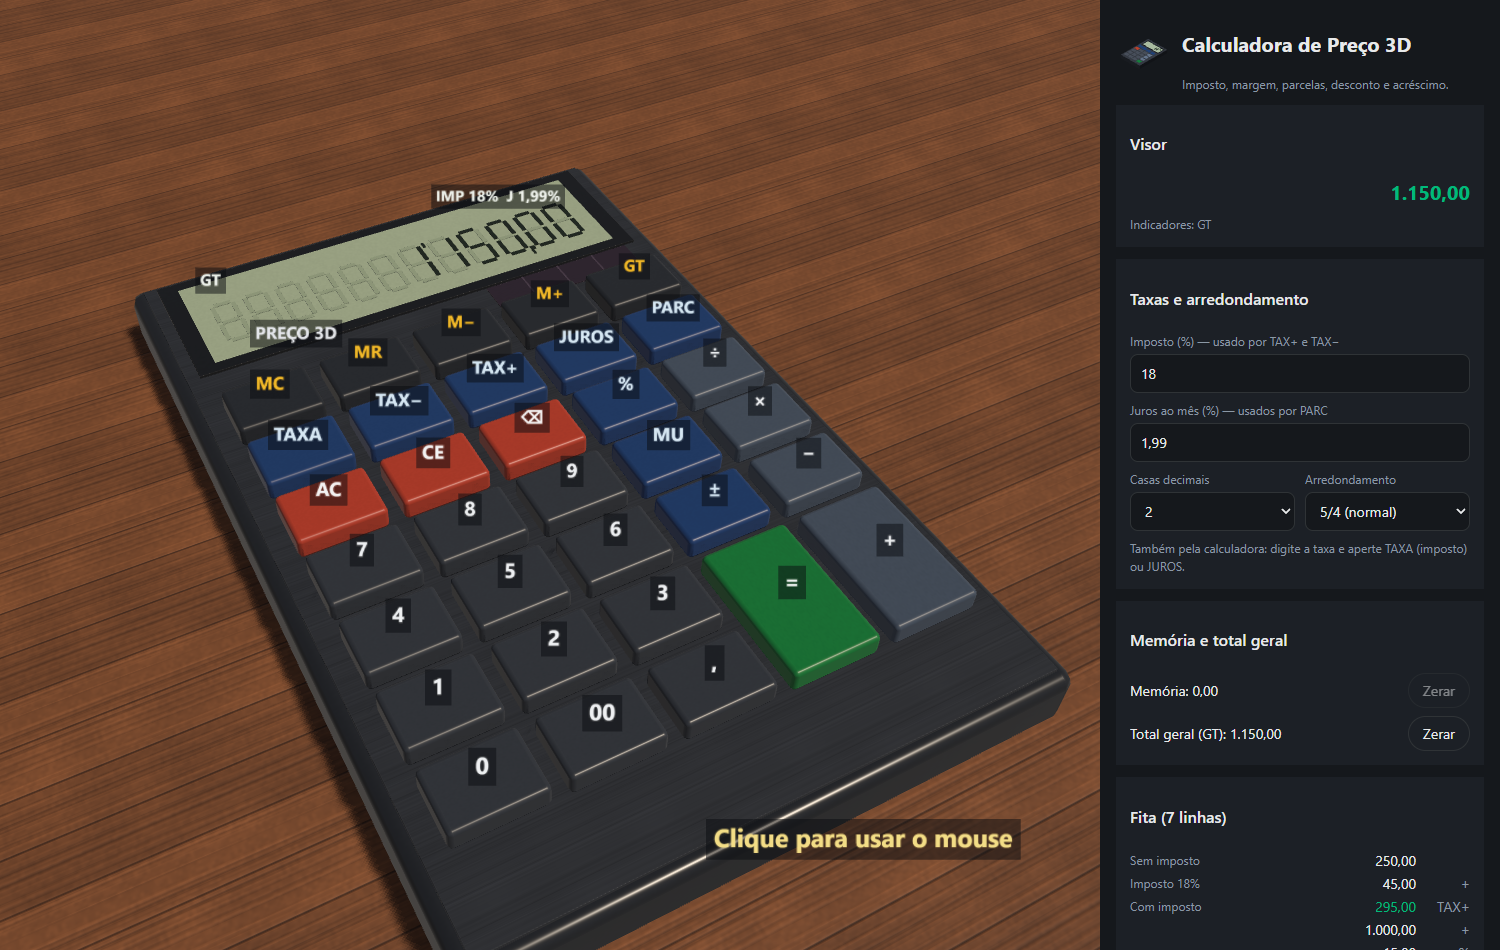 IMP 18% J 1,99%
1150,00
GT
PREÇO 3D
MC
MR
M−
M+
GT
TAXA
TAX−
TAX+
JUROS
PARC
AC
CE
⌫
%
÷
7
8
9
MU
×
4
5
6
±
−
1
2
3
=
+
0
00
,
Clique para usar o mouse
Calculadora de Preço 3D
Imposto, margem, parcelas, desconto e acréscimo.
Visor
1.150,00
Indicadores: GT
Taxas e arredondamento
Imposto (%) — usado por TAX+ e TAX−
18
Juros ao mês (%) — usados por PARC
1,99
Casas decimais
Arredondamento
2
5/4 (normal)
Também pela calculadora: digite a taxa e aperte TAXA (imposto)
ou JUROS.
Memória e total geral
Memória: 0,00 Zerar
Total geral (GT): 1.150,00 Zerar
Fita (7 linhas)
Sem imposto 250,00
Imposto 18% 45,00 +
Com imposto 295,00 TAX+
1.000,00 +